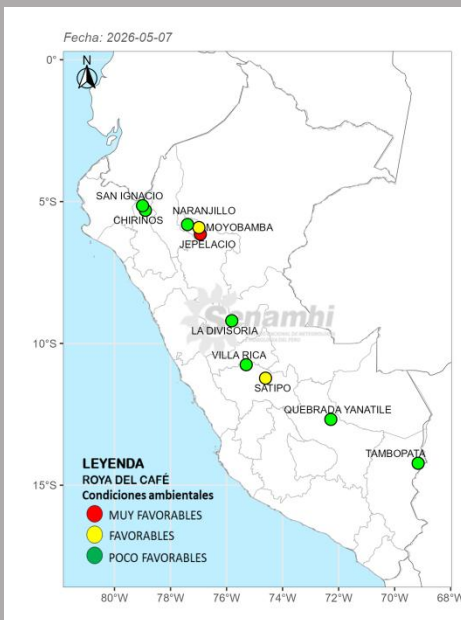 Fecha: 2026-05-07
N
0°
5°S
10°S
15°S
SAN IGNACIO
CHIRINOS
NARANJILLO
MOYOBAMBA
JEPELACIO
Senamhi
LA DIVISORIA
VILLA RICA
SATIPO
QUEBRADA YANATILE
TAMBOPATA
LEYENDA
ROYA DEL CAFÉ
Condiciones ambientales
MUY FAVORABLES
FAVORABLES
POCO FAVORABLES
80°W 78°W 76°W 74°W 72°W 70°W 68°W